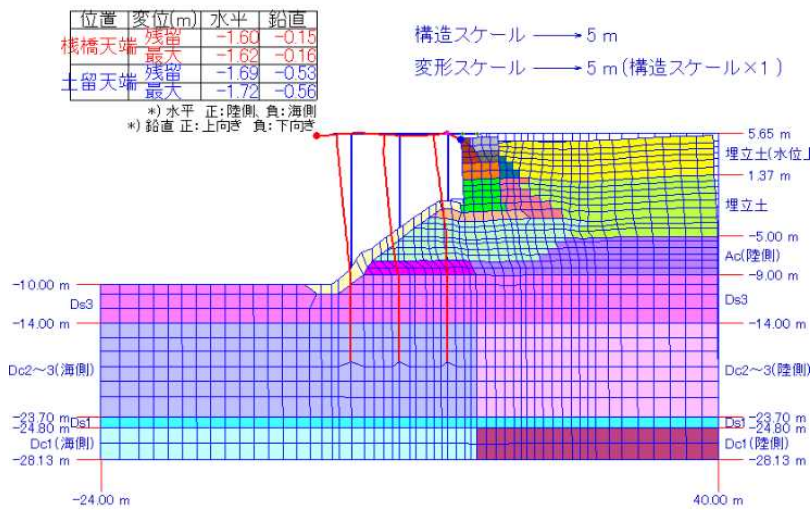 位置 変位(m) 水平 鉛直
桟橋天端 残留 -1.60 -0.15
最大 -1.62 -0.16
土留天端 残留 -1.69 -0.53
最大 -1.72 -0.56
*) 水平 正:陸側、負:海側
*) 鉛直 正:上向き 負:下向き
構造スケール 5 m
変形スケール 5 m(構造スケール×1)
5.65 m
埋立土(水位上
1.37 m
埋立土
-5.00 m
Ac(陸側)
-9.00 m
Ds3
-14.00 m
Dc2~3(陸側)
-23.70 m
Ds1
-24.80 m
Dc1(陸側)
-28.13 m
-10.00 m
Ds3
-14.00 m
Dc2~3(海側)
-23.70 m
Ds1
-24.80 m
Dc1(海側)
-28.13 m
-24.00 m
40.00 m